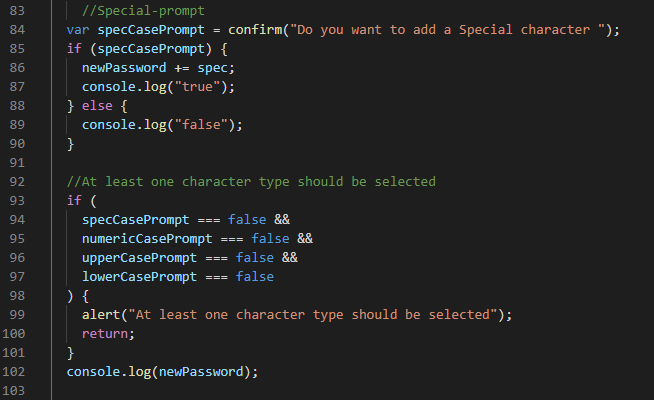 83 //Special-prompt
84 var specCasePrompt = confirm("Do you want to add a Special character ");
85 if (specCasePrompt) {
86 newPassword += spec;
87 console.log("true");
88 } else {
89 console.log("false");
90 }
91
92 //At least one character type should be selected
93 if (
94 specCasePrompt === false &&
95 numericCasePrompt === false &&
96 upperCasePrompt === false &&
97 lowerCasePrompt === false
98 ) {
99 alert("At least one character type should be selected");
100 return;
101 }
102 console.log(newPassword);
103